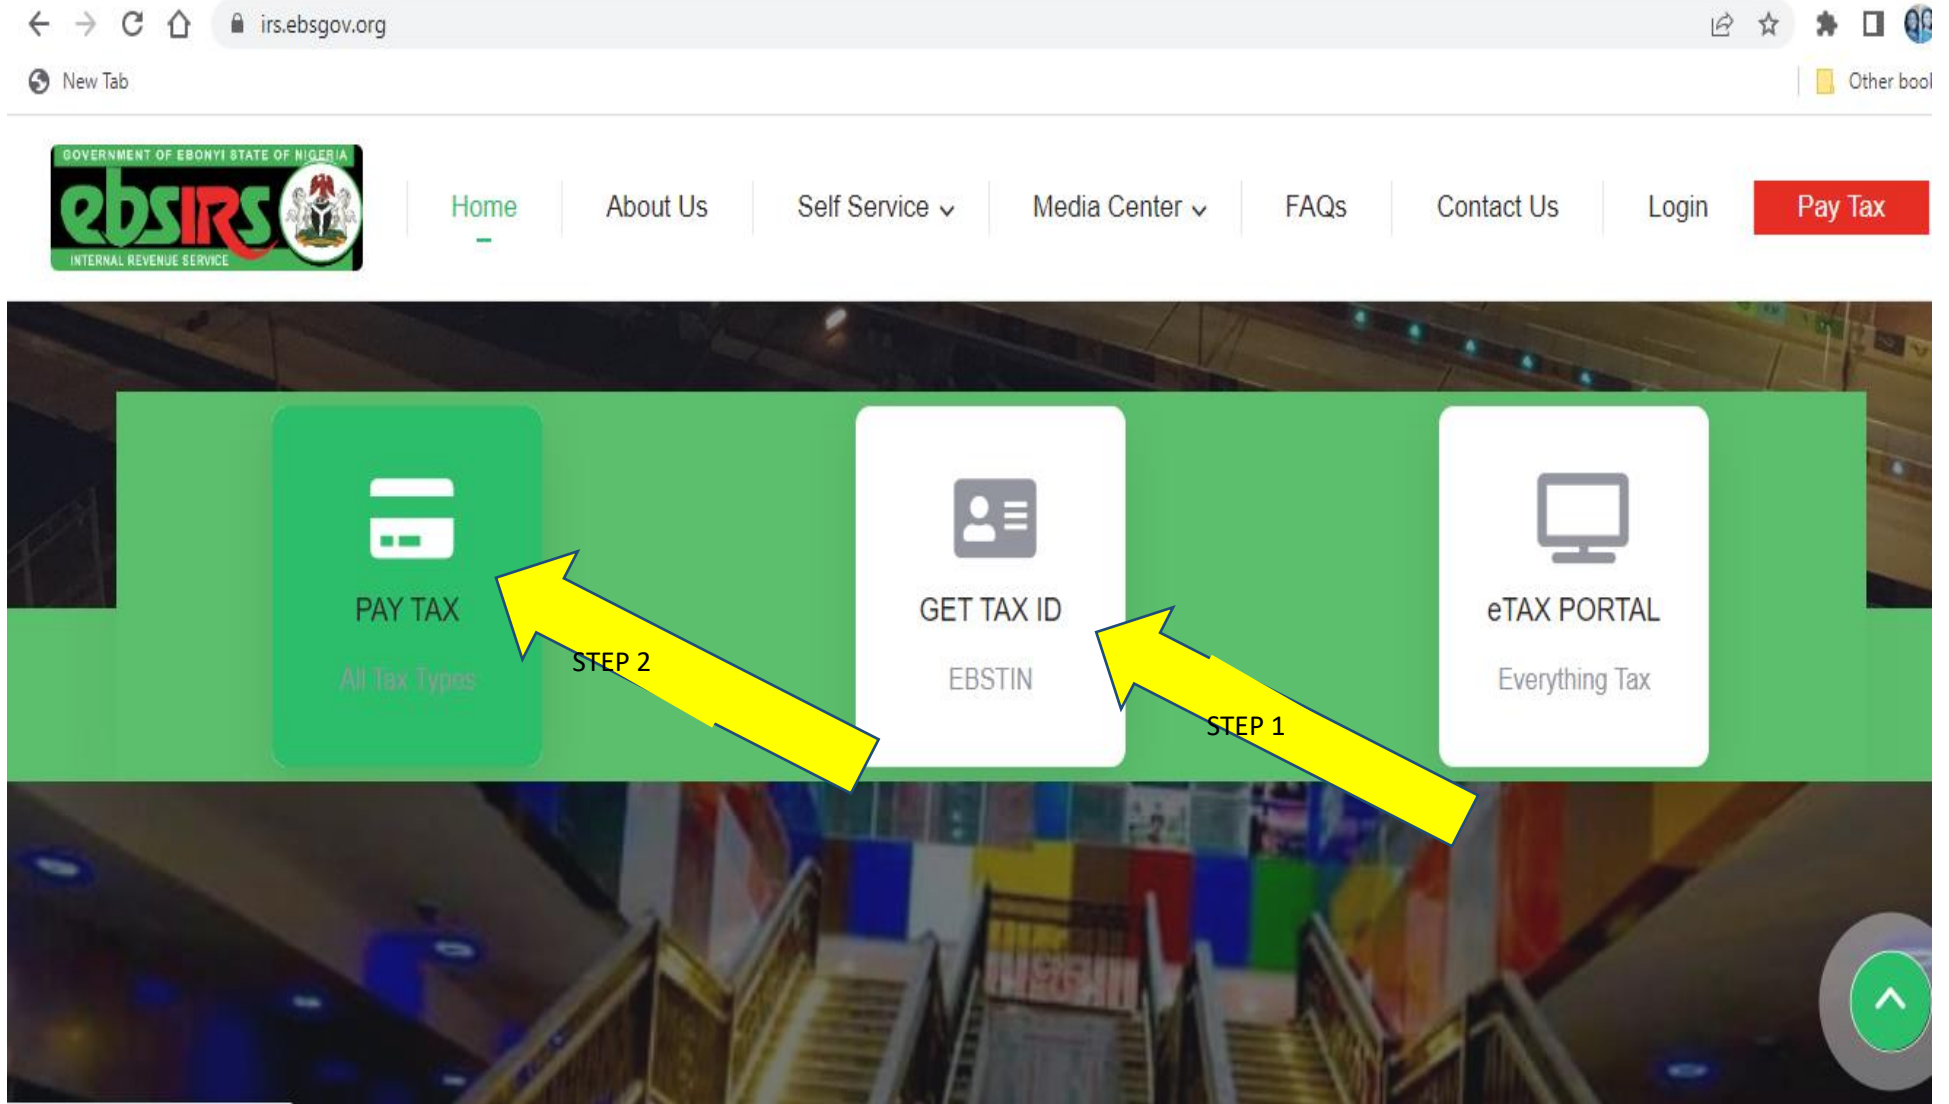 irs.ebsgov.org
New Tab
Other book
GOVERNMENT OF EBONYI STATE OF NIGERIA
ebsIRS
INTERNAL REVENUE SERVICE
Home
About Us
Self Service
Media Center
FAQs
Contact Us
Login
Pay Tax
PAY TAX
All Tax Types
STEP 2
GET TAX ID
EBSTIN
STEP 1
eTAX PORTAL
Everything Tax